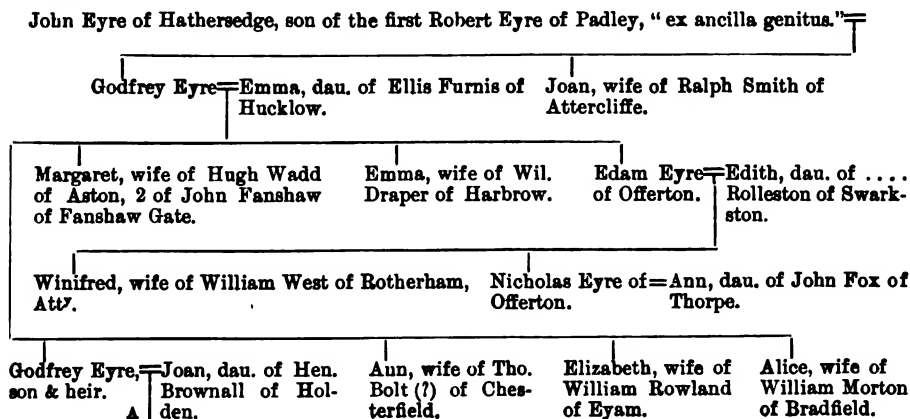 John Eyre of Hathersedge, son of the first Robert Eyre of Padley, "ex ancilla genitus."=
Godfrey Eyre=Emma, dau. of Ellis Furnis of Hucklow.
Joan, wife of Ralph Smith of Attercliffe.
Margaret, wife of Hugh Wadd
of Aston, 2 of John Fanshaw
of Fanshaw Gate.
Emma, wife of Wil.
Draper of Harbrow.
Edam Eyre
of Offerton.
=Edith, dau. of ....
Rolleston of Swark-
ston.
Winifred, wife of William West of Rotherham,
Attʸ.
Nicholas Eyre of
Offerton.
=Ann, dau. of John Fox of
Thorpe.
Godfrey Eyre,
son & heir.
=Joan, dau. of Hen.
Brownall of Hol-
den.
Ann, wife of Tho.
Bolt (?) of Ches-
terfield.
Elizabeth, wife of
William Rowland
of Eyam.
Alice, wife of
William Morton
of Bradfield.
A